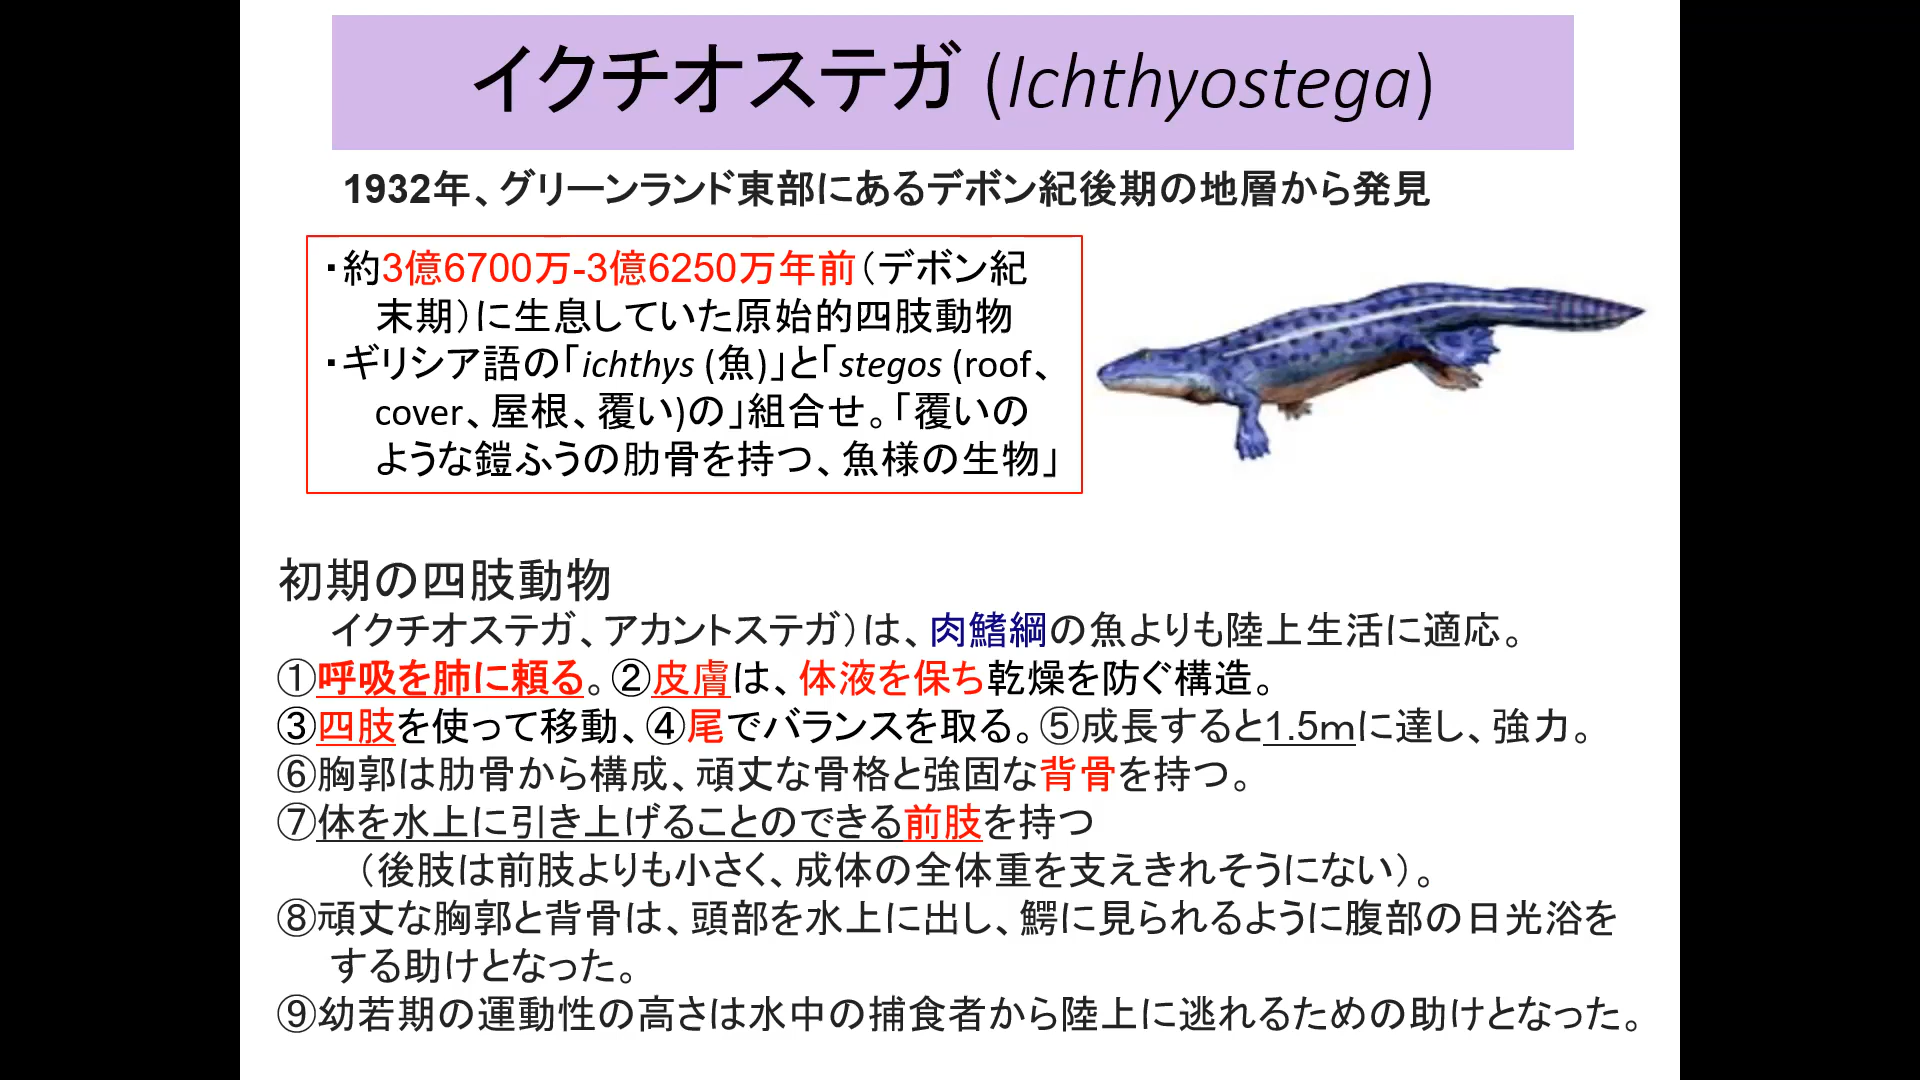 イクチオステガ (Ichthyostega)
1932年、グリーンランド東部にあるデボン紀後期の地層から発見
・約3億6700万-3億6250万年前（デボン紀
末期）に生息していた原始的四肢動物
・ギリシア語の「ichthys (魚)」と「stegos (roof、
cover、屋根、覆い)の」組合せ。「覆いの
ような鎧ふうの肋骨を持つ、魚様の生物」
初期の四肢動物
イクチオステガ、アカントステガ）は、肉鰭綱の魚よりも陸上生活に適応。
①呼吸を肺に頼る。②皮膚は、体液を保ち乾燥を防ぐ構造。
③四肢を使って移動、④尾でバランスを取る。⑤成長すると1.5mに達し、強力。
⑥胸郭は肋骨から構成、頑丈な骨格と強固な背骨を持つ。
⑦体を水上に引き上げることのできる前肢を持つ
（後肢は前肢よりも小さく、成体の全体重を支えきれそうにない）。
⑧頑丈な胸郭と背骨は、頭部を水上に出し、鰐に見られるように腹部の日光浴を
する助けとなった。
⑨幼若期の運動性の高さは水中の捕食者から陸上に逃れるための助けとなった。